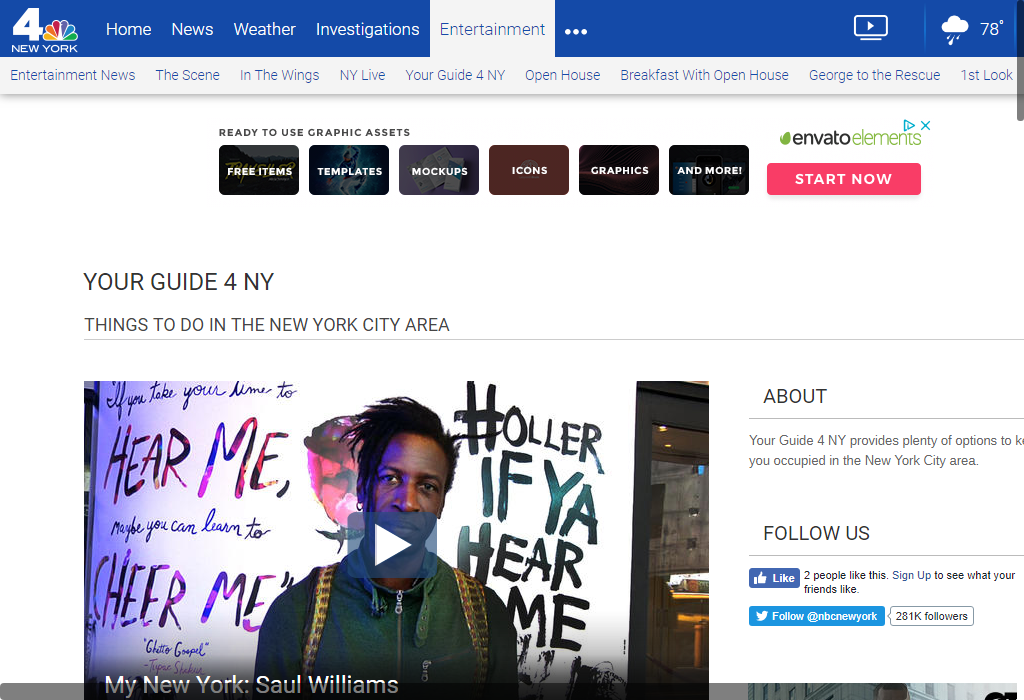 4
NEW YORK
Home News Weather Investigations Entertainment
78°
Entertainment News The Scene In The Wings NY Live Your Guide 4 NY Open House Breakfast With Open House George to the Rescue 1st Look
READY TO USE GRAPHIC ASSETS
FREE ITEMS TEMPLATES MOCKUPS ICONS GRAPHICS AND MORE!
envato elements
START NOW
YOUR GUIDE 4 NY
THINGS TO DO IN THE NEW YORK CITY AREA
If you take your time to
HEAR ME,
Maybe you can learn to
CHEER ME"
"Ghetto Gospel"
-Tupac Shakur
HOLLER
IF YA
HEAR
ME
My New York: Saul Williams
ABOUT
Your Guide 4 NY provides plenty of options to
you occupied in the New York City area.
FOLLOW US
Like 2 people like this. Sign Up to see what your
friends like.
Follow @nbcnewyork 281K followers